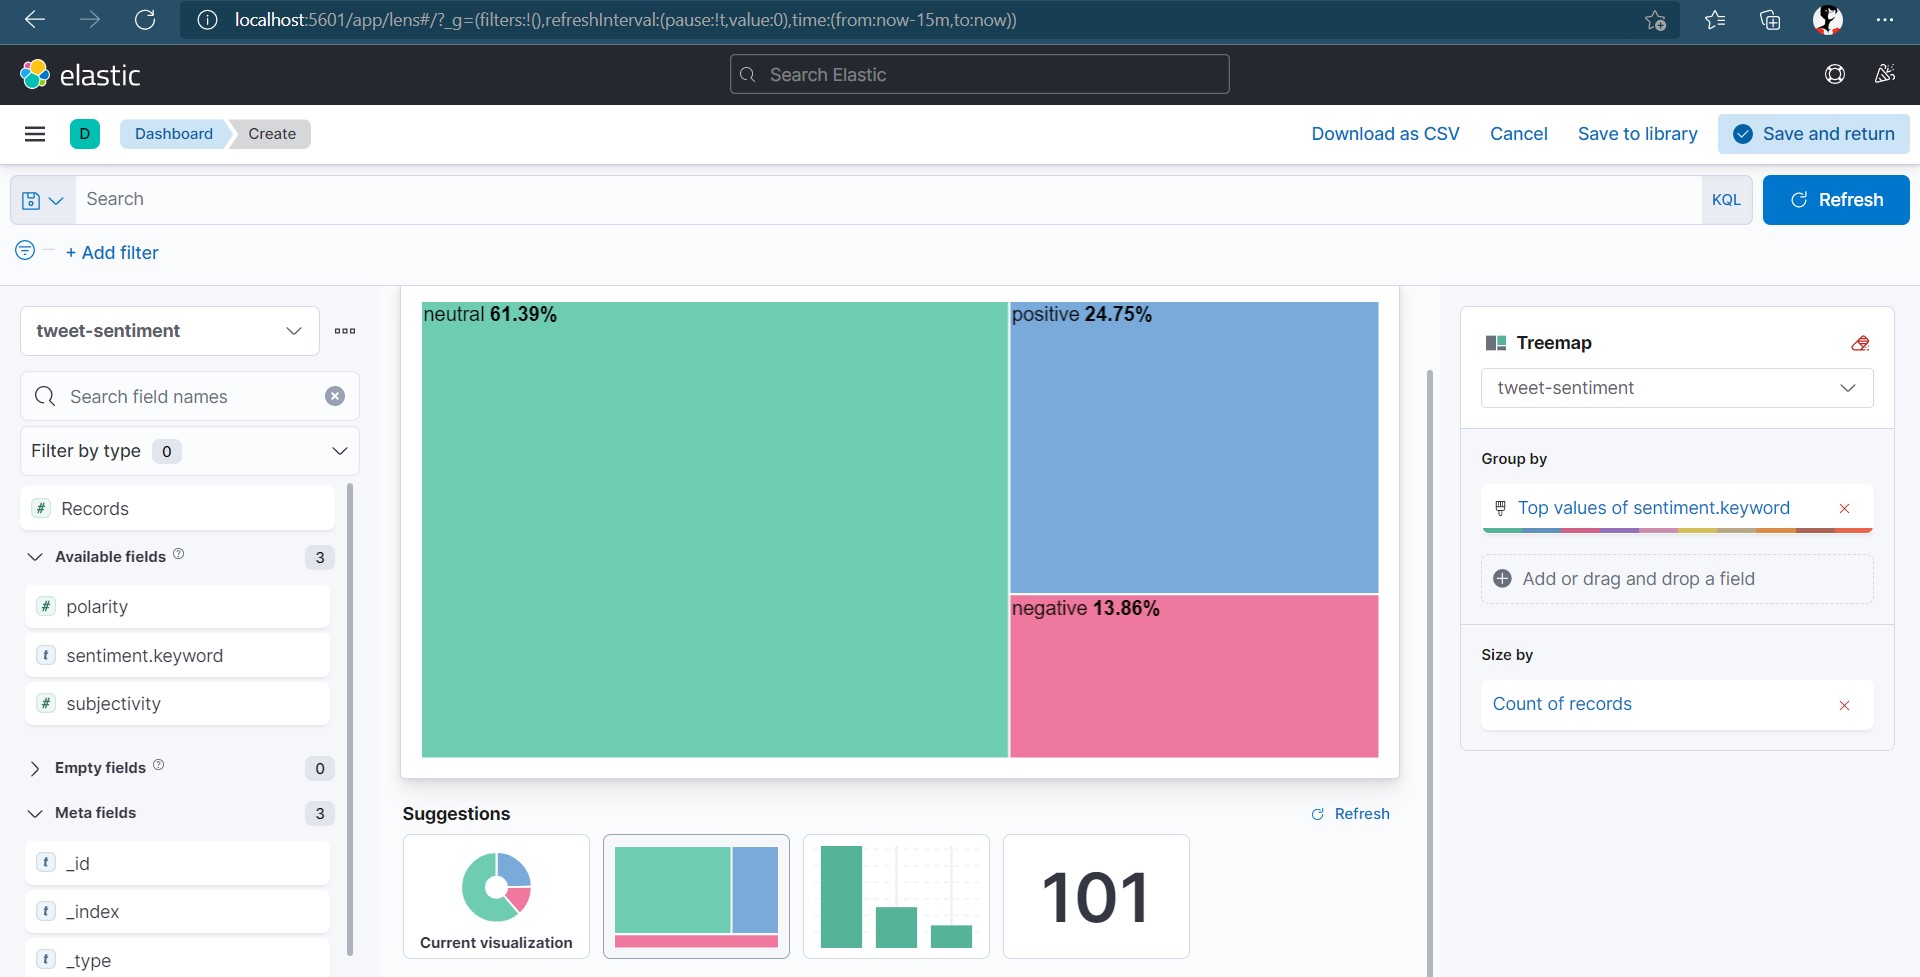 localhost:5601/app/lens#/?_g=(filters:!(),refreshInterval:(pause:!t,value:0),time:(from:now-15m,to:now))
elastic
Search Elastic
D
Dashboard
Create
Download as CSV
Cancel
Save to library
Save and return
Search
KQL
Refresh
+ Add filter
tweet-sentiment
Search field names
Filter by type 0
# Records
Available fields ? 3
# polarity
t sentiment.keyword
# subjectivity
Empty fields ? 0
Meta fields 3
t _id
t _index
t _type
neutral 61.39%
positive 24.75%
negative 13.86%
Suggestions
Refresh
Current visualization
101
Treemap
tweet-sentiment
Group by
Top values of sentiment.keyword
Add or drag and drop a field
Size by
Count of records